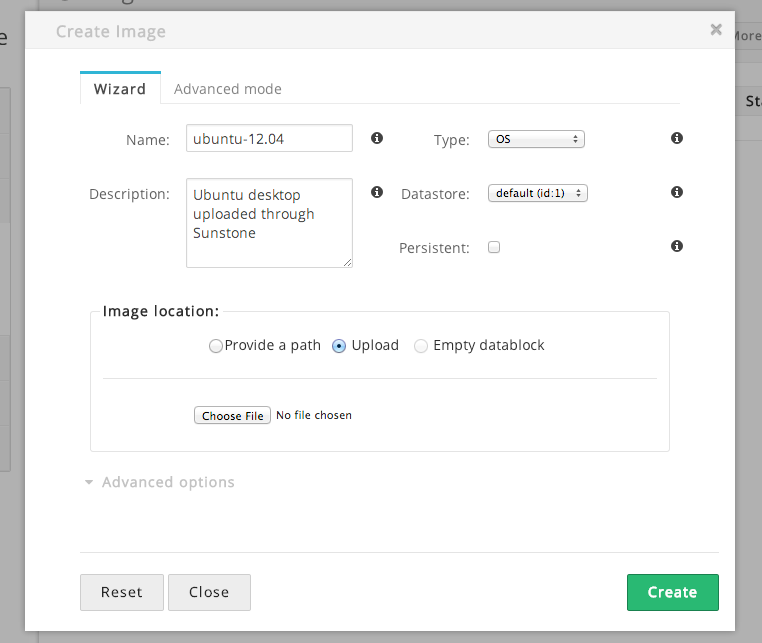 Create Image
Wizard Advanced mode
Name: ubuntu-12.04 Type: OS
Description: Ubuntu desktop
uploaded through
Sunstone
Datastore: default (id:1)
Persistent:
Image location:
Provide a path Upload Empty datablock
Choose File No file chosen
Advanced options
Reset Close Create